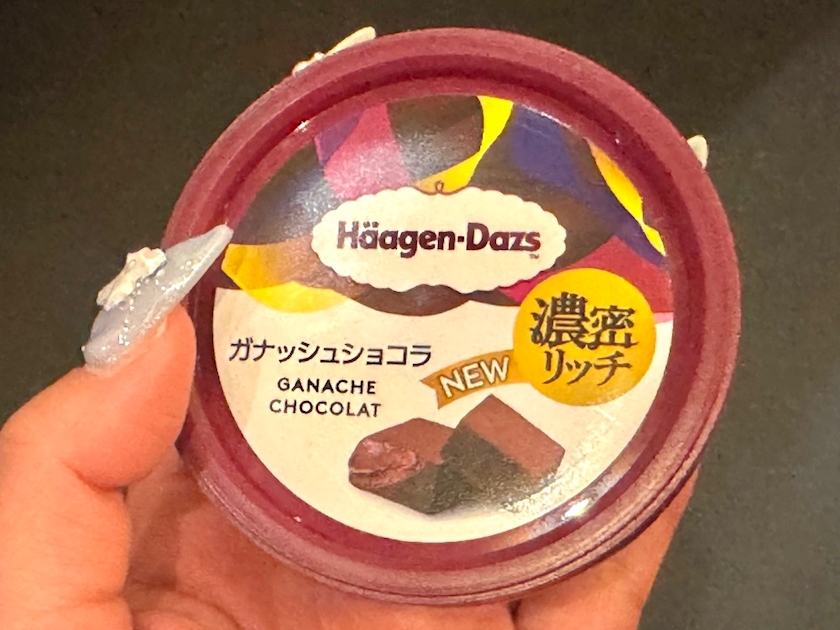 Häagen-Dazs
TM
濃密
リッチ
ガナッシュショコラ
GANACHE
CHOCOLAT
NEW